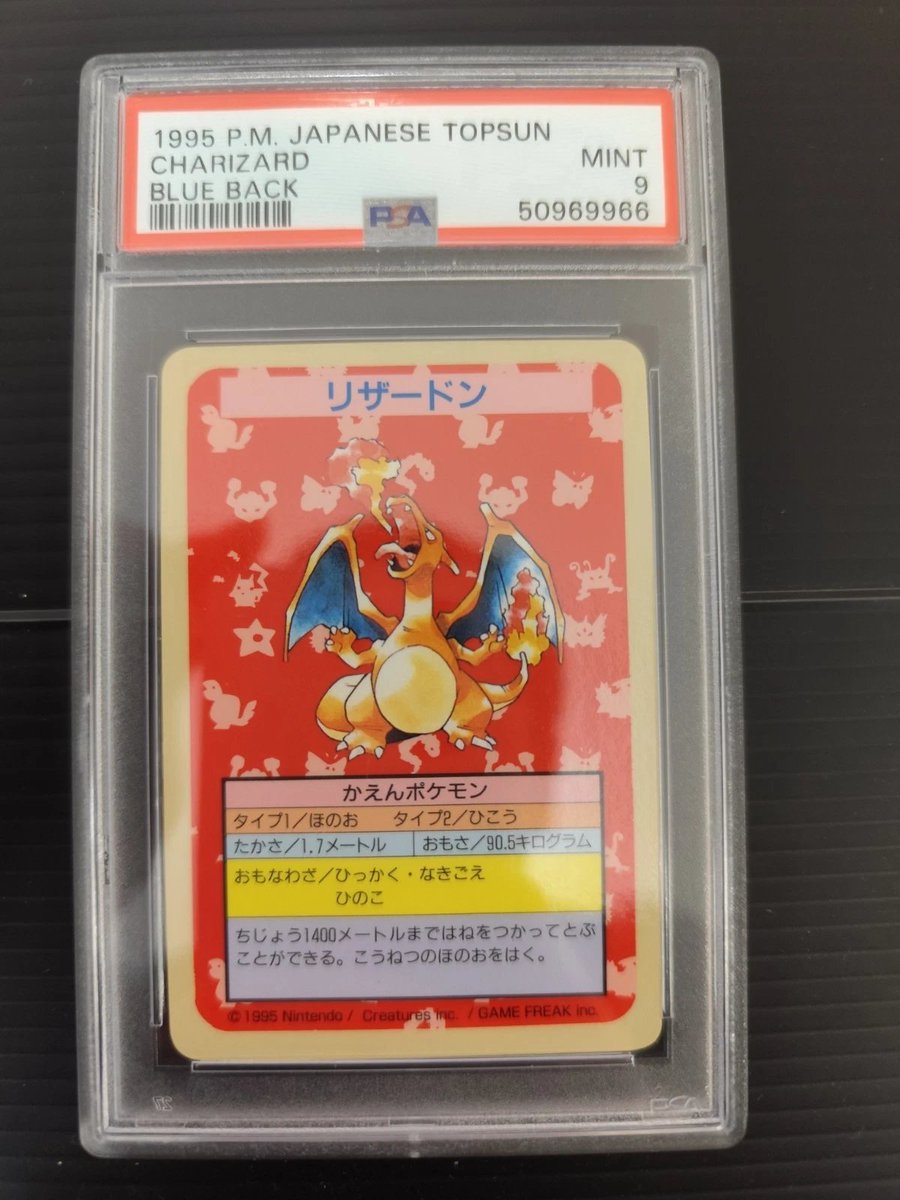 1995 P.M. JAPANESE TOPSUN
CHARIZARD
MINT
BLUE BACK
9
PSA
50969966
リザードン
かえんポケモン
タイプ1/ほのお タイプ2/ひこう
たかさ/1.7メートル おもさ/90.5キログラム
おもなわざ/ひっかく・なきごえ
ひのこ
ちじょう1400メートルまではねをつかってとぶ
ことができる。こうねつのほのおをはく。
©1995 Nintendo / Creatures inc. / GAME FREAK inc.
PSA